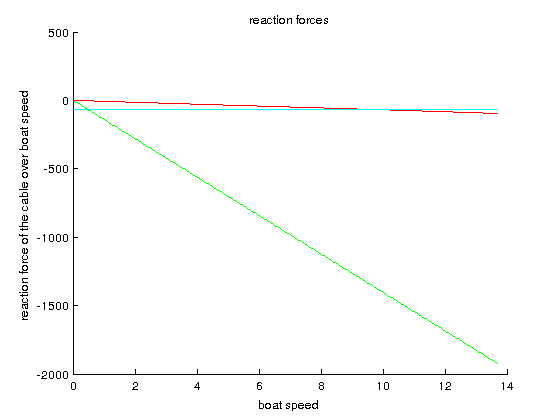 reaction forces
500
0
-500
-1000
-1500
-2000
reaction force of the cable over boat speed
0 2 4 6 8 10 12 14
boat speed